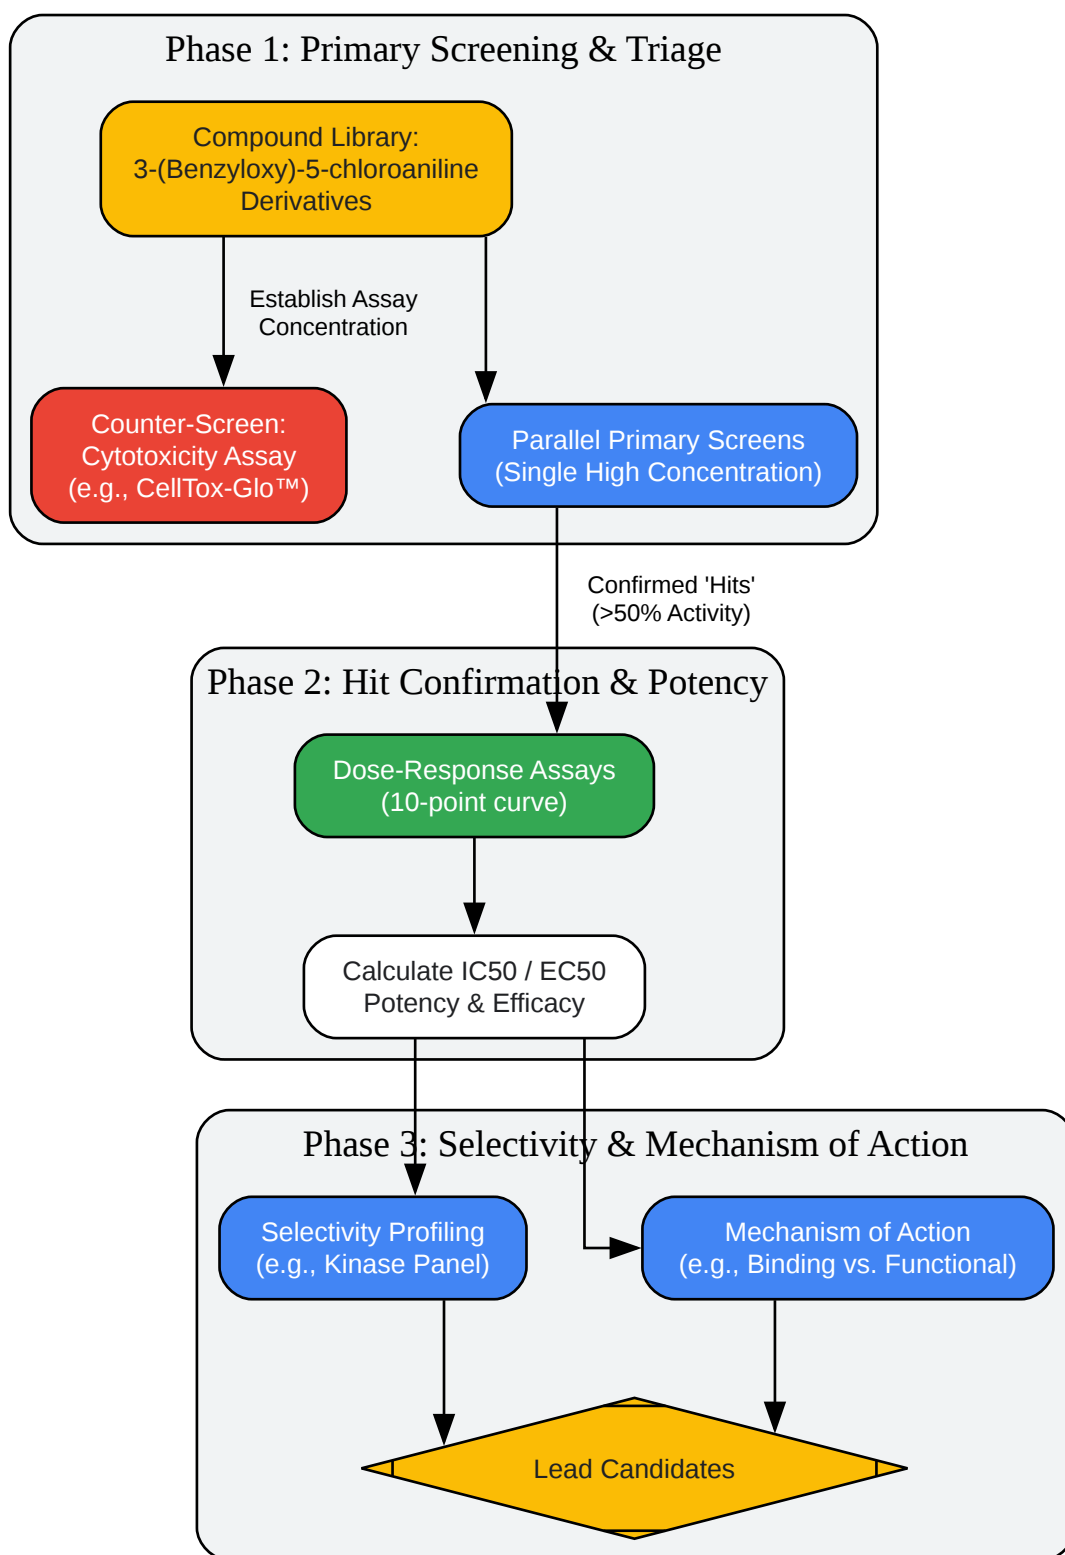 Phase 1: Primary Screening & Triage
Compound Library:
3-(Benzyloxy)-5-chloroaniline
Derivatives
Establish Assay
Concentration
Counter-Screen:
Cytotoxicity Assay
(e.g., CellTox-Glo™)
Parallel Primary Screens
(Single High Concentration)
Confirmed 'Hits'
(>50% Activity)
Phase 2: Hit Confirmation & Potency
Dose-Response Assays
(10-point curve)
Calculate IC50 / EC50
Potency & Efficacy
Phase 3: Selectivity & Mechanism of Action
Selectivity Profiling
(e.g., Kinase Panel)
Mechanism of Action
(e.g., Binding vs. Functional)
Lead Candidates